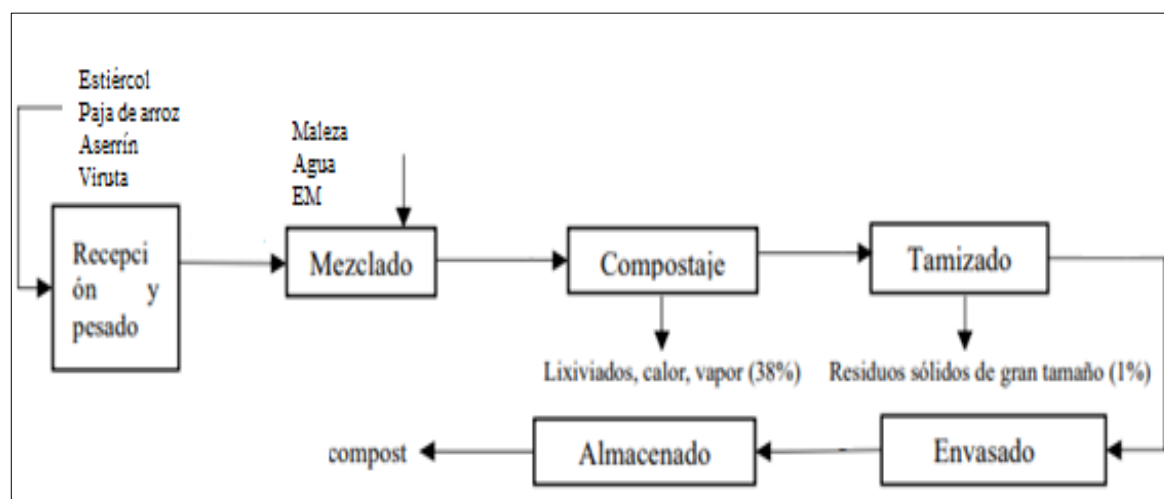 Estiércol
Paja de arroz
Aserrín
Viruta
Maleza
Agua
EM
Recepci
ón y
pesado
Mezclado
Compostaje
Tamizado
Lixiviados, calor, vapor (38%)
Residuos sólidos de gran tamaño (1%)
compost
Almacenado
Envasado